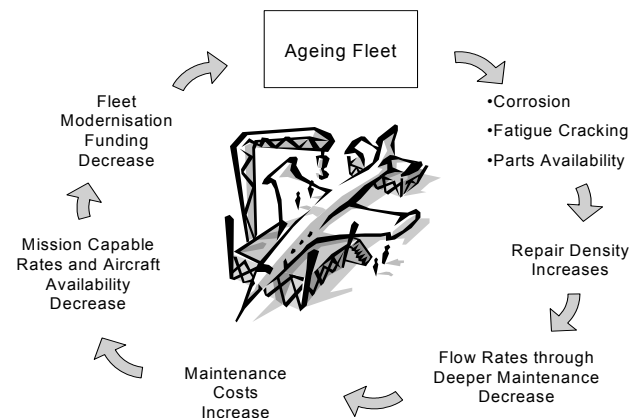 Ageing Fleet
•Corrosion
•Fatigue Cracking
•Parts Availability
Repair Density
Increases
Flow Rates through
Deeper Maintenance
Decrease
Maintenance
Costs
Increase
Mission Capable
Rates and Aircraft
Availability
Decrease
Fleet
Modernisation
Funding
Decrease